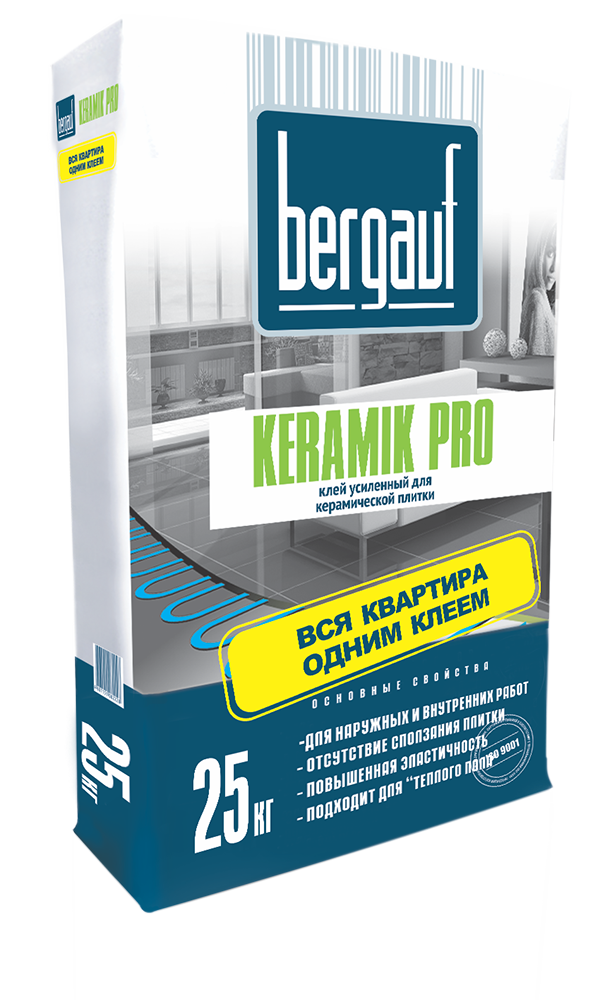 bergauf
KERAMIK PRO
ВСЯ КВАРТИРА
ОДНИМ КЛЕЕМ
25
КГ
bergauf
KERAMIK PRO
клей усиленный для
керамической плитки
ВСЯ КВАРТИРА
ОДНИМ КЛЕЕМ
ОСНОВНЫЕ СВОЙСТВА
-ДЛЯ НАРУЖНЫХ И ВНУТРЕННИХ РАБОТ
- ОТСУТСТВИЕ СПОЛЗАНИЯ ПЛИТКИ
- ПОВЫШЕННАЯ ЭЛАСТИЧНОСТЬ
- ПОДХОДИТ ДЛЯ "ТЕПЛОГО ПОЛА"
25 КГ
ISO 9001